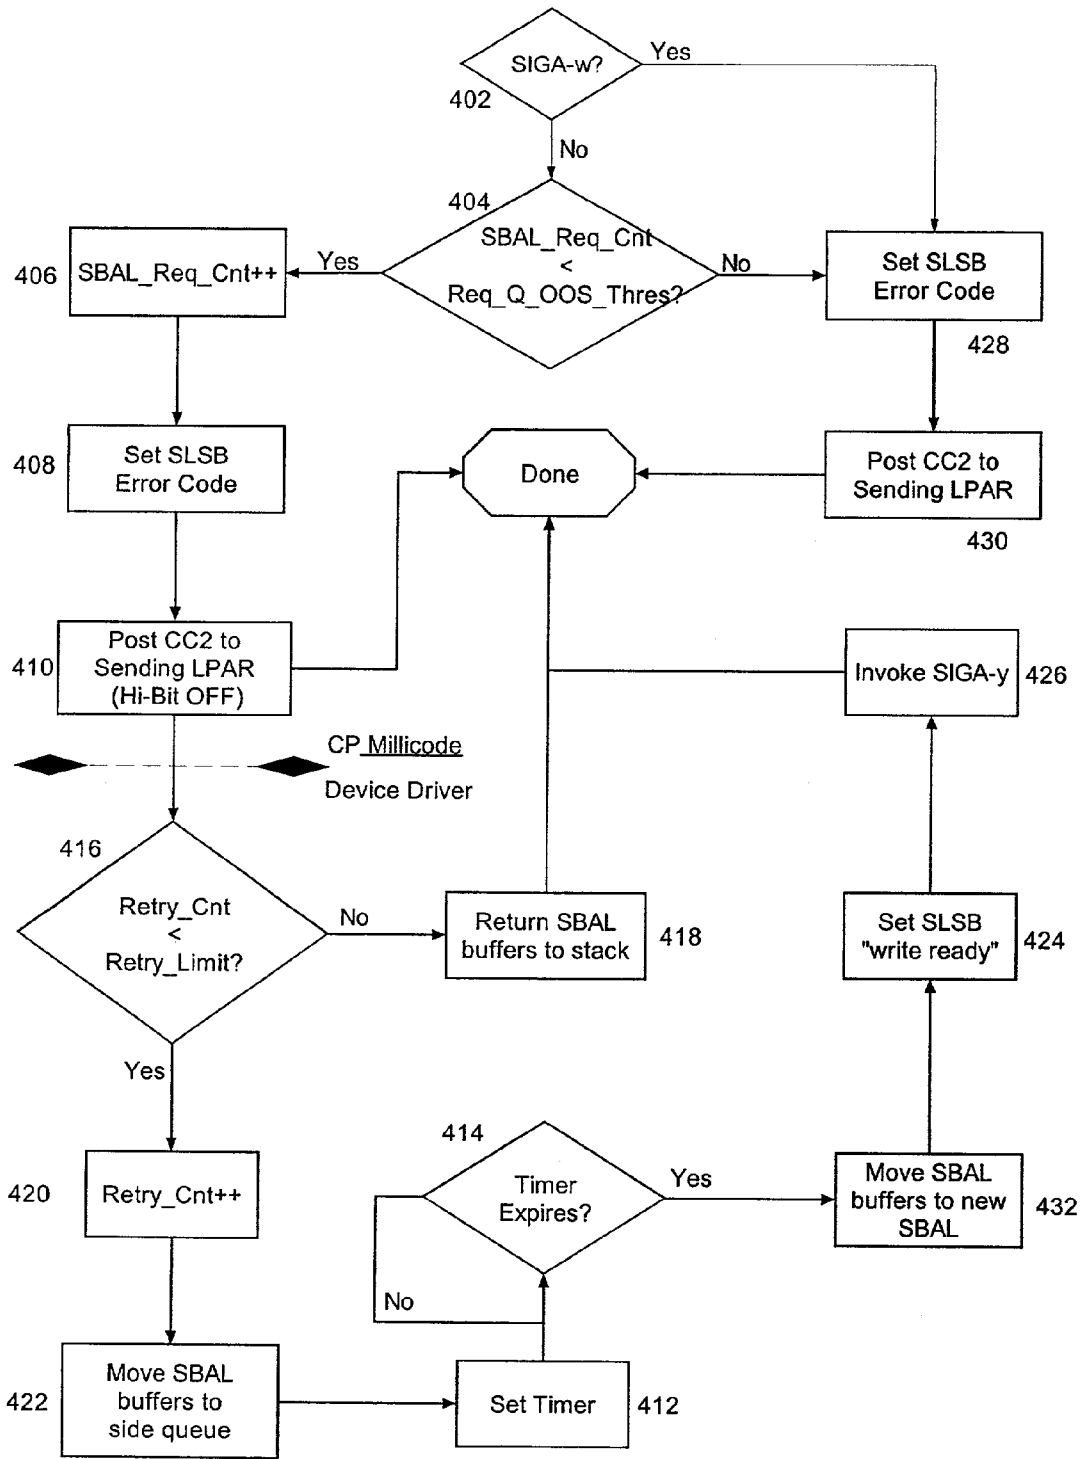 SIGA-w?
Yes
402
No
404
SBAL_Req_Cnt
<
Req_Q_OOS_Thres?
Yes
No
406
SBAL_Req_Cnt++
Set SLSB
Error Code
428
408
Set SLSB
Error Code
Done
Post CC2 to
Sending LPAR
430
410
Post CC2 to
Sending LPAR
(Hi-Bit OFF)
Invoke SIGA-y
426
CP Millicode
Device Driver
416
Retry_Cnt
<
Retry_Limit?
No
Return SBAL
buffers to stack
418
Set SLSB
"write ready"
424
Yes
414
Timer
Expires?
Yes
No
Move SBAL
buffers to new
SBAL
432
420
Retry_Cnt++
422
Move SBAL
buffers to
side queue
Set Timer
412